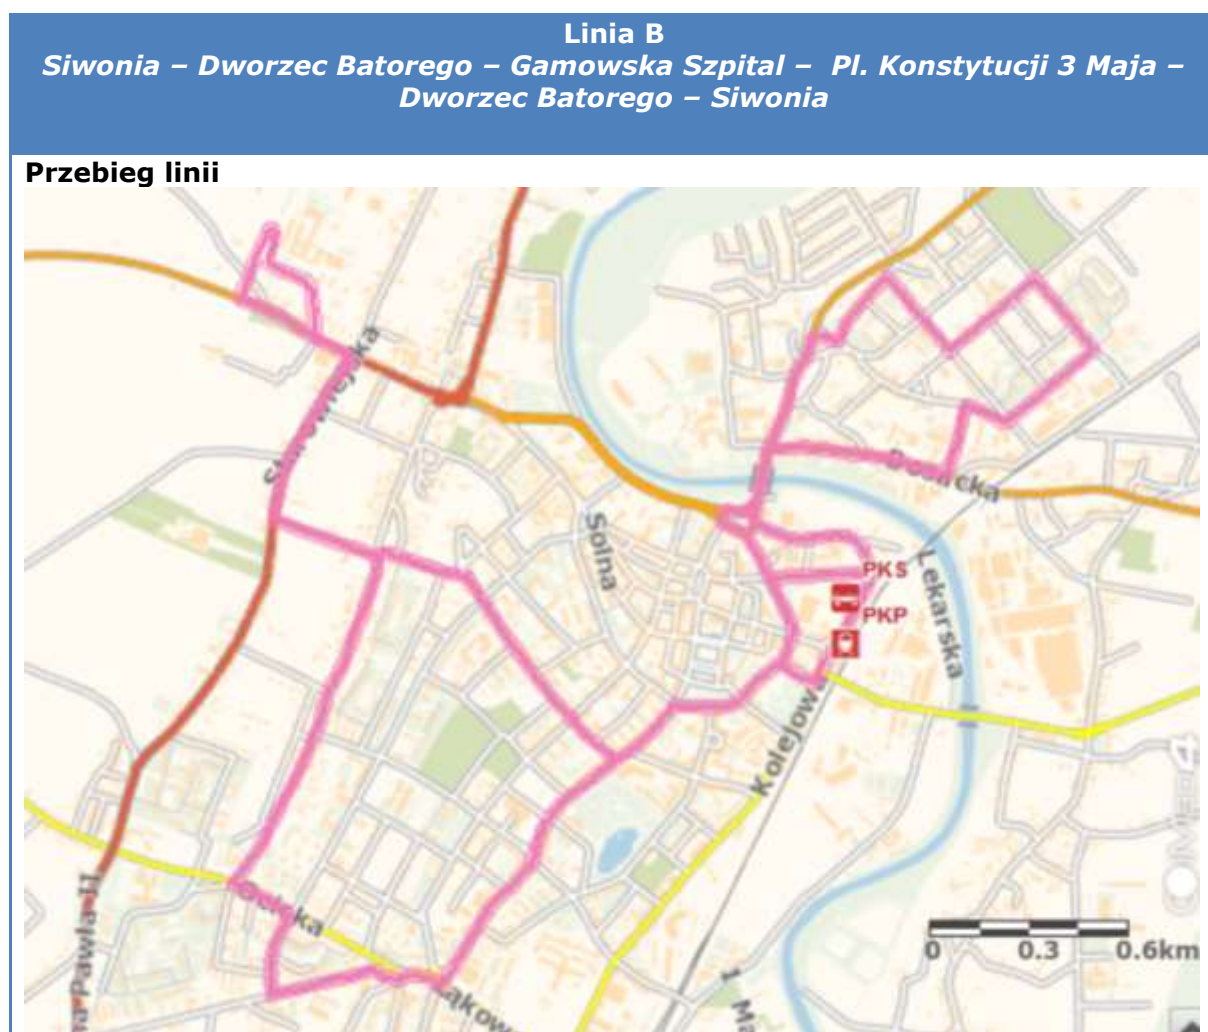 Linia B
Siwonia – Dworzec Batorego – Gamowska Szpital – Pl. Konstytucji 3 Maja –
Dworzec Batorego – Siwonia
Przebieg linii
Solna
PKS
PKP
Lekarska
Kolejowa
0 0.3 0.6km